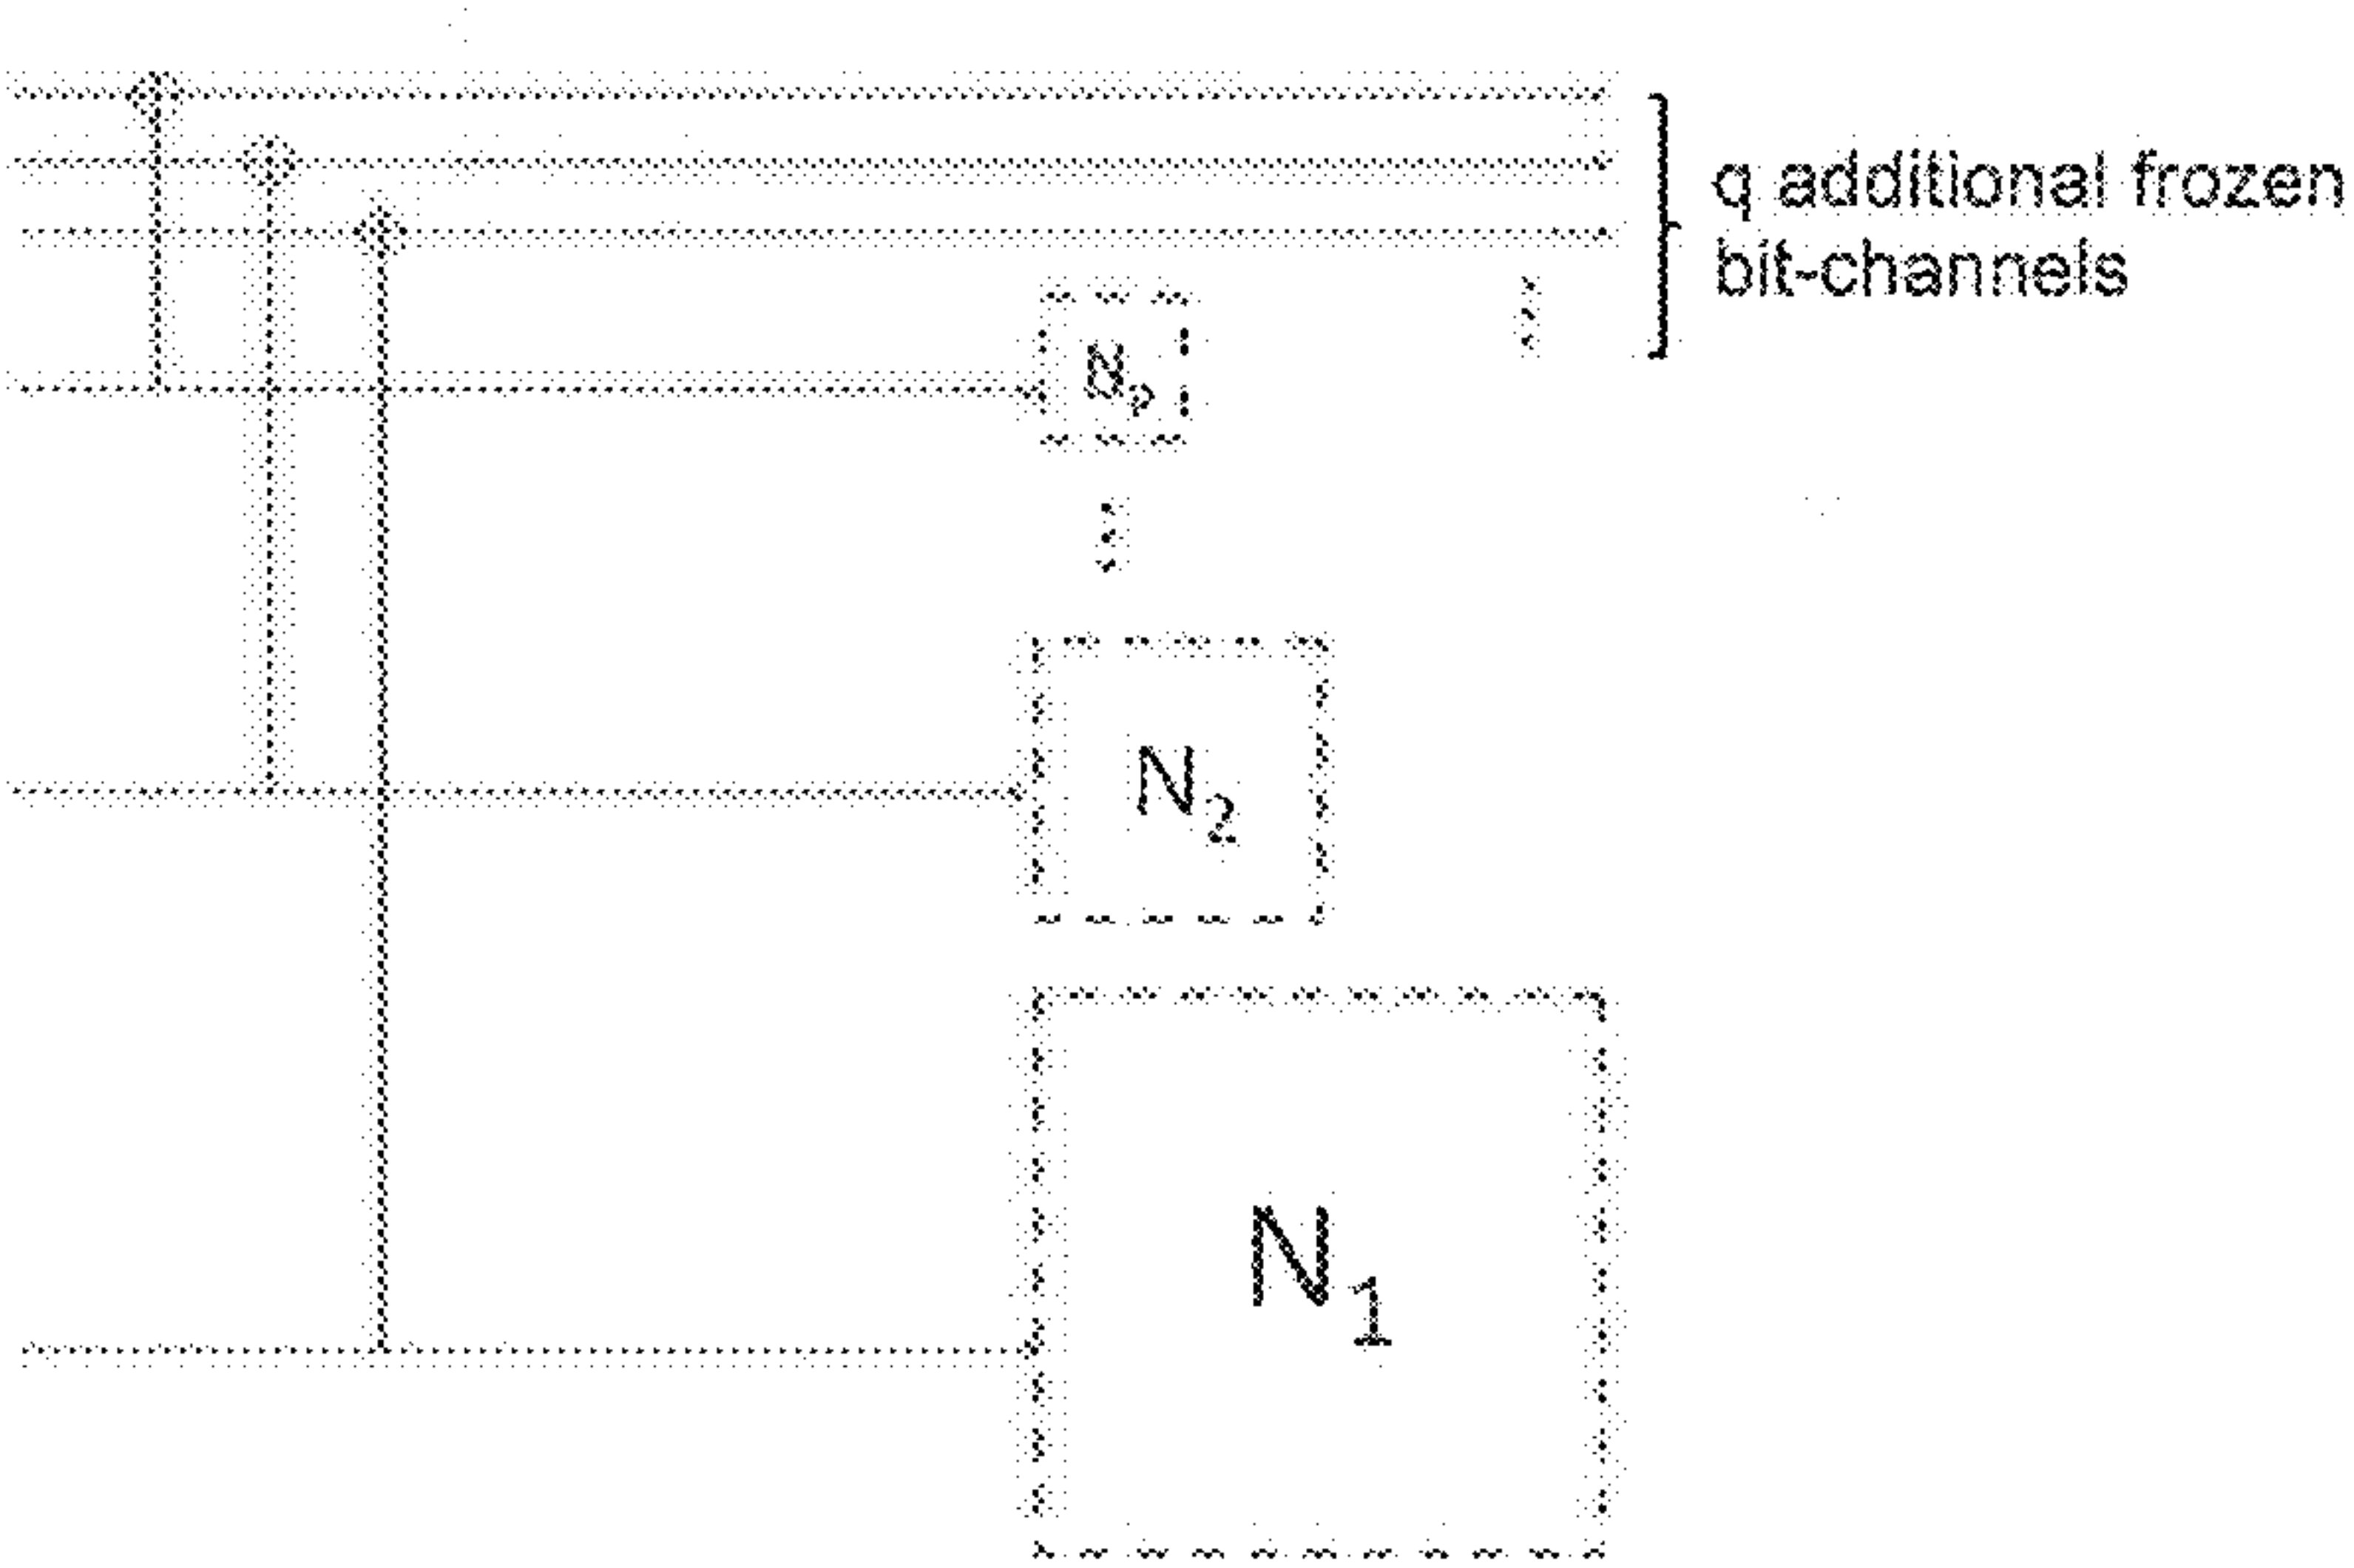 q additional frozen
bit-channels
N
N₂
N₁